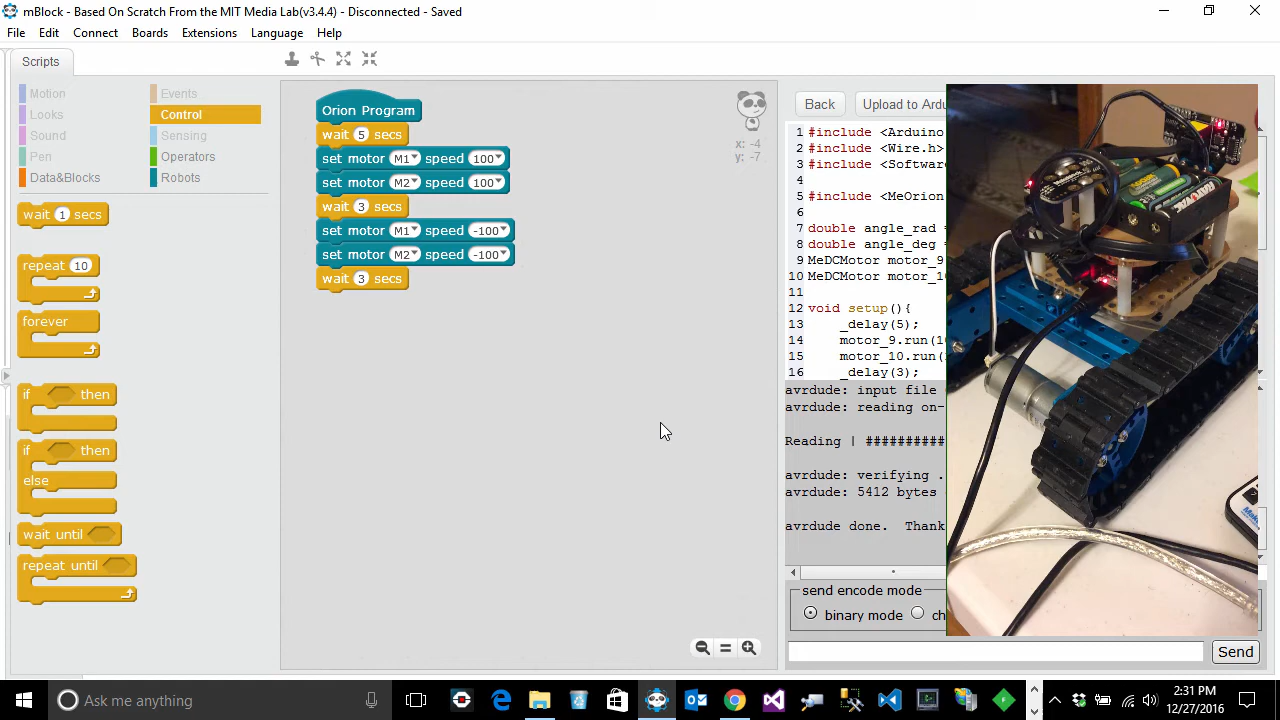 mBlock - Based On Scratch From the MIT Media Lab(v3.4.4) - Disconnected - Saved
File Edit Connect Boards Extensions Language Help
Scripts
Motion Events
Looks Control
Sound Sensing
Pen Operators
Data&Blocks Robots
wait 1 secs
repeat 10
forever
if then
if then
else
wait until
repeat until
Orion Program
wait 5 secs
set motor M1 speed 100
set motor M2 speed 100
wait 3 secs
set motor M1 speed -100
set motor M2 speed -100
wait 3 secs
x: -4
y: -7
Back Upload to Ardu
1 #include <Arduino
2 #include <Wire.h>
3 #include <Software
4
5 #include <MeOrion
6
7 double angle_rad =
8 double angle_deg =
9 MeDCMotor motor_9
10 MeDCMotor motor_10
11
12 void setup(){
13 _delay(5);
14 motor_9.run(10
15 motor_10.run(
16 _delay(3);
avrdude: input file
avrdude: reading on-
Reading | ##########
avrdude: verifying .
avrdude: 5412 bytes
avrdude done. Thank
send encode mode
binary mode ch
Send
Ask me anything
2:31 PM
12/27/2016